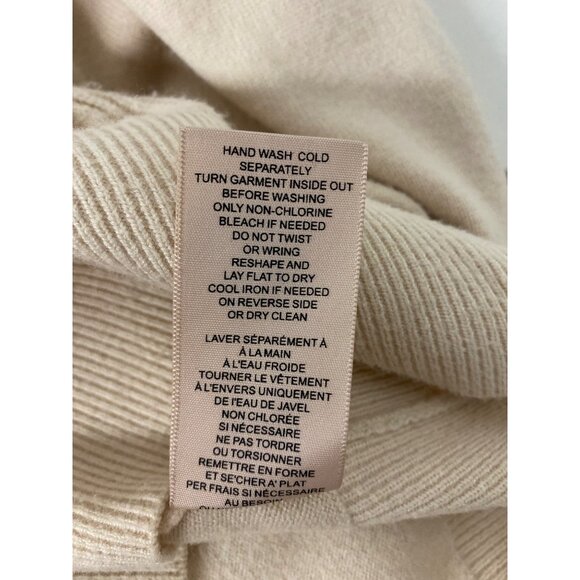 HAND WASH COLD
SEPARATELY
TURN GARMENT INSIDE OUT
BEFORE WASHING
ONLY NON-CHLORINE
BLEACH IF NEEDED
DO NOT TWIST
OR WRING
RESHAPE AND
LAY FLAT TO DRY
COOL IRON IF NEEDED
ON REVERSE SIDE
OR DRY CLEAN
LAVER SÉPARÉMENT À
À LA MAIN
À L'EAU FROIDE
TOURNER LE VÊTEMENT
À L'ENVERS UNIQUEMENT
DE l'EAU DE JAVEL
NON CHLORÉE
SI NÉCESSAIRE
NE PAS TORDRE
OU TORSIONNER
REMETTRE EN FORME
ET SE'CHER A' PLAT
PER FRAIS SI NÉCESSAIRE
AU BESOIN